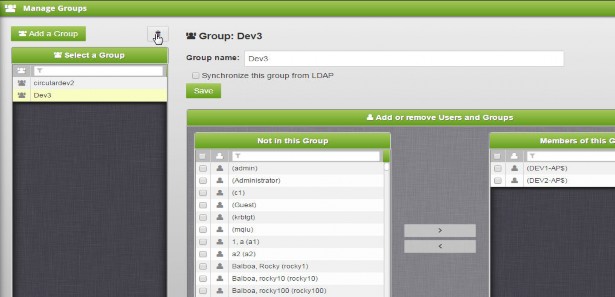 Manage Groups
Add a Group
Select a Group
circulardev2
Dev3
Group: Dev3
Group name: Dev3
Synchronize this group from LDAP
Save
Add or remove Users and Groups
Not in this Group
(admin)
(Administrator)
(c1)
(Guest)
(krbtgt)
(mqiu)
1, a (a1)
a2 (a2)
Balboa, Rocky (rocky1)
Balboa, rocky10 (rocky10)
Balboa, rocky100 (rocky100)
>
<
Members of this G
(DEV1-AP$)
(DEV2-AP$)